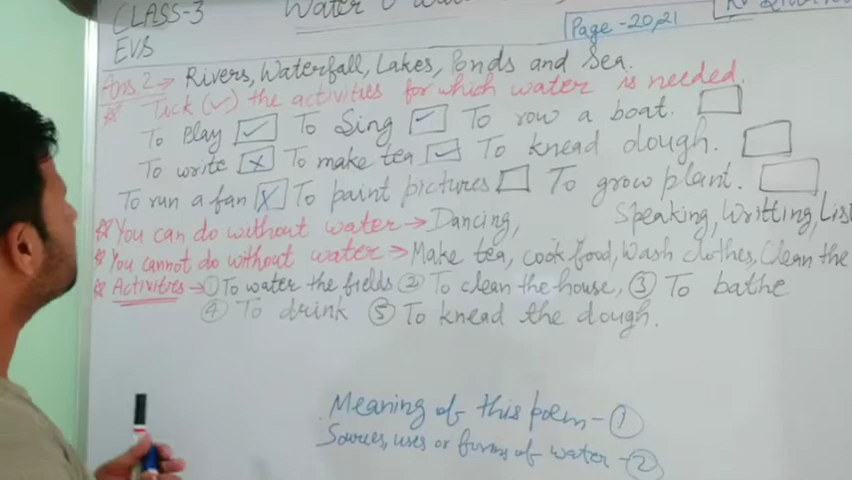 CLASS-3
Water
EVS
Page-20,21
Ans.2→ Rivers, Waterfall, Lakes, Ponds and Sea.
☆ Tick (✓) the activities for which water is needed.
To Play ✓ To Sing ✓ To row a boat.
To write × To make tea ✓ To knead dough.
To run a fan × To paint pictures To grow plant.
☆ You can do without water → Dancing, Speaking, Writting, List
☆ You cannot do without water → Make tea, cook food, Wash clothes, Clean the
☆ Activities → ① To water the fields ② To clean the house, ③ To bathe
④ To drink ⑤ To knead the dough.
Meaning of this poem - ①
Sources, uses or forms of water - ②